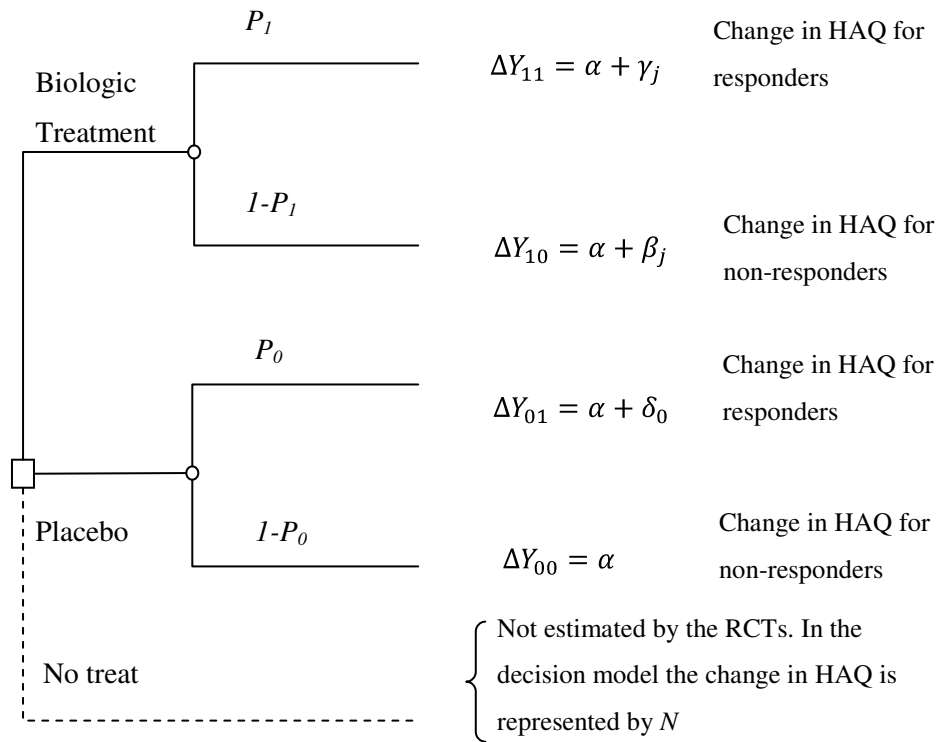 P₁
Change in HAQ for
responders
ΔY₁₁ = α + γⱼ
Biologic
Treatment
1-P₁
Change in HAQ for
non-responders
ΔY₁₀ = α + βⱼ
P₀
Change in HAQ for
responders
ΔY₀₁ = α + δ₀
Placebo
1-P₀
Change in HAQ for
non-responders
ΔY₀₀ = α
No treat
Not estimated by the RCTs. In the
decision model the change in HAQ is
represented by N